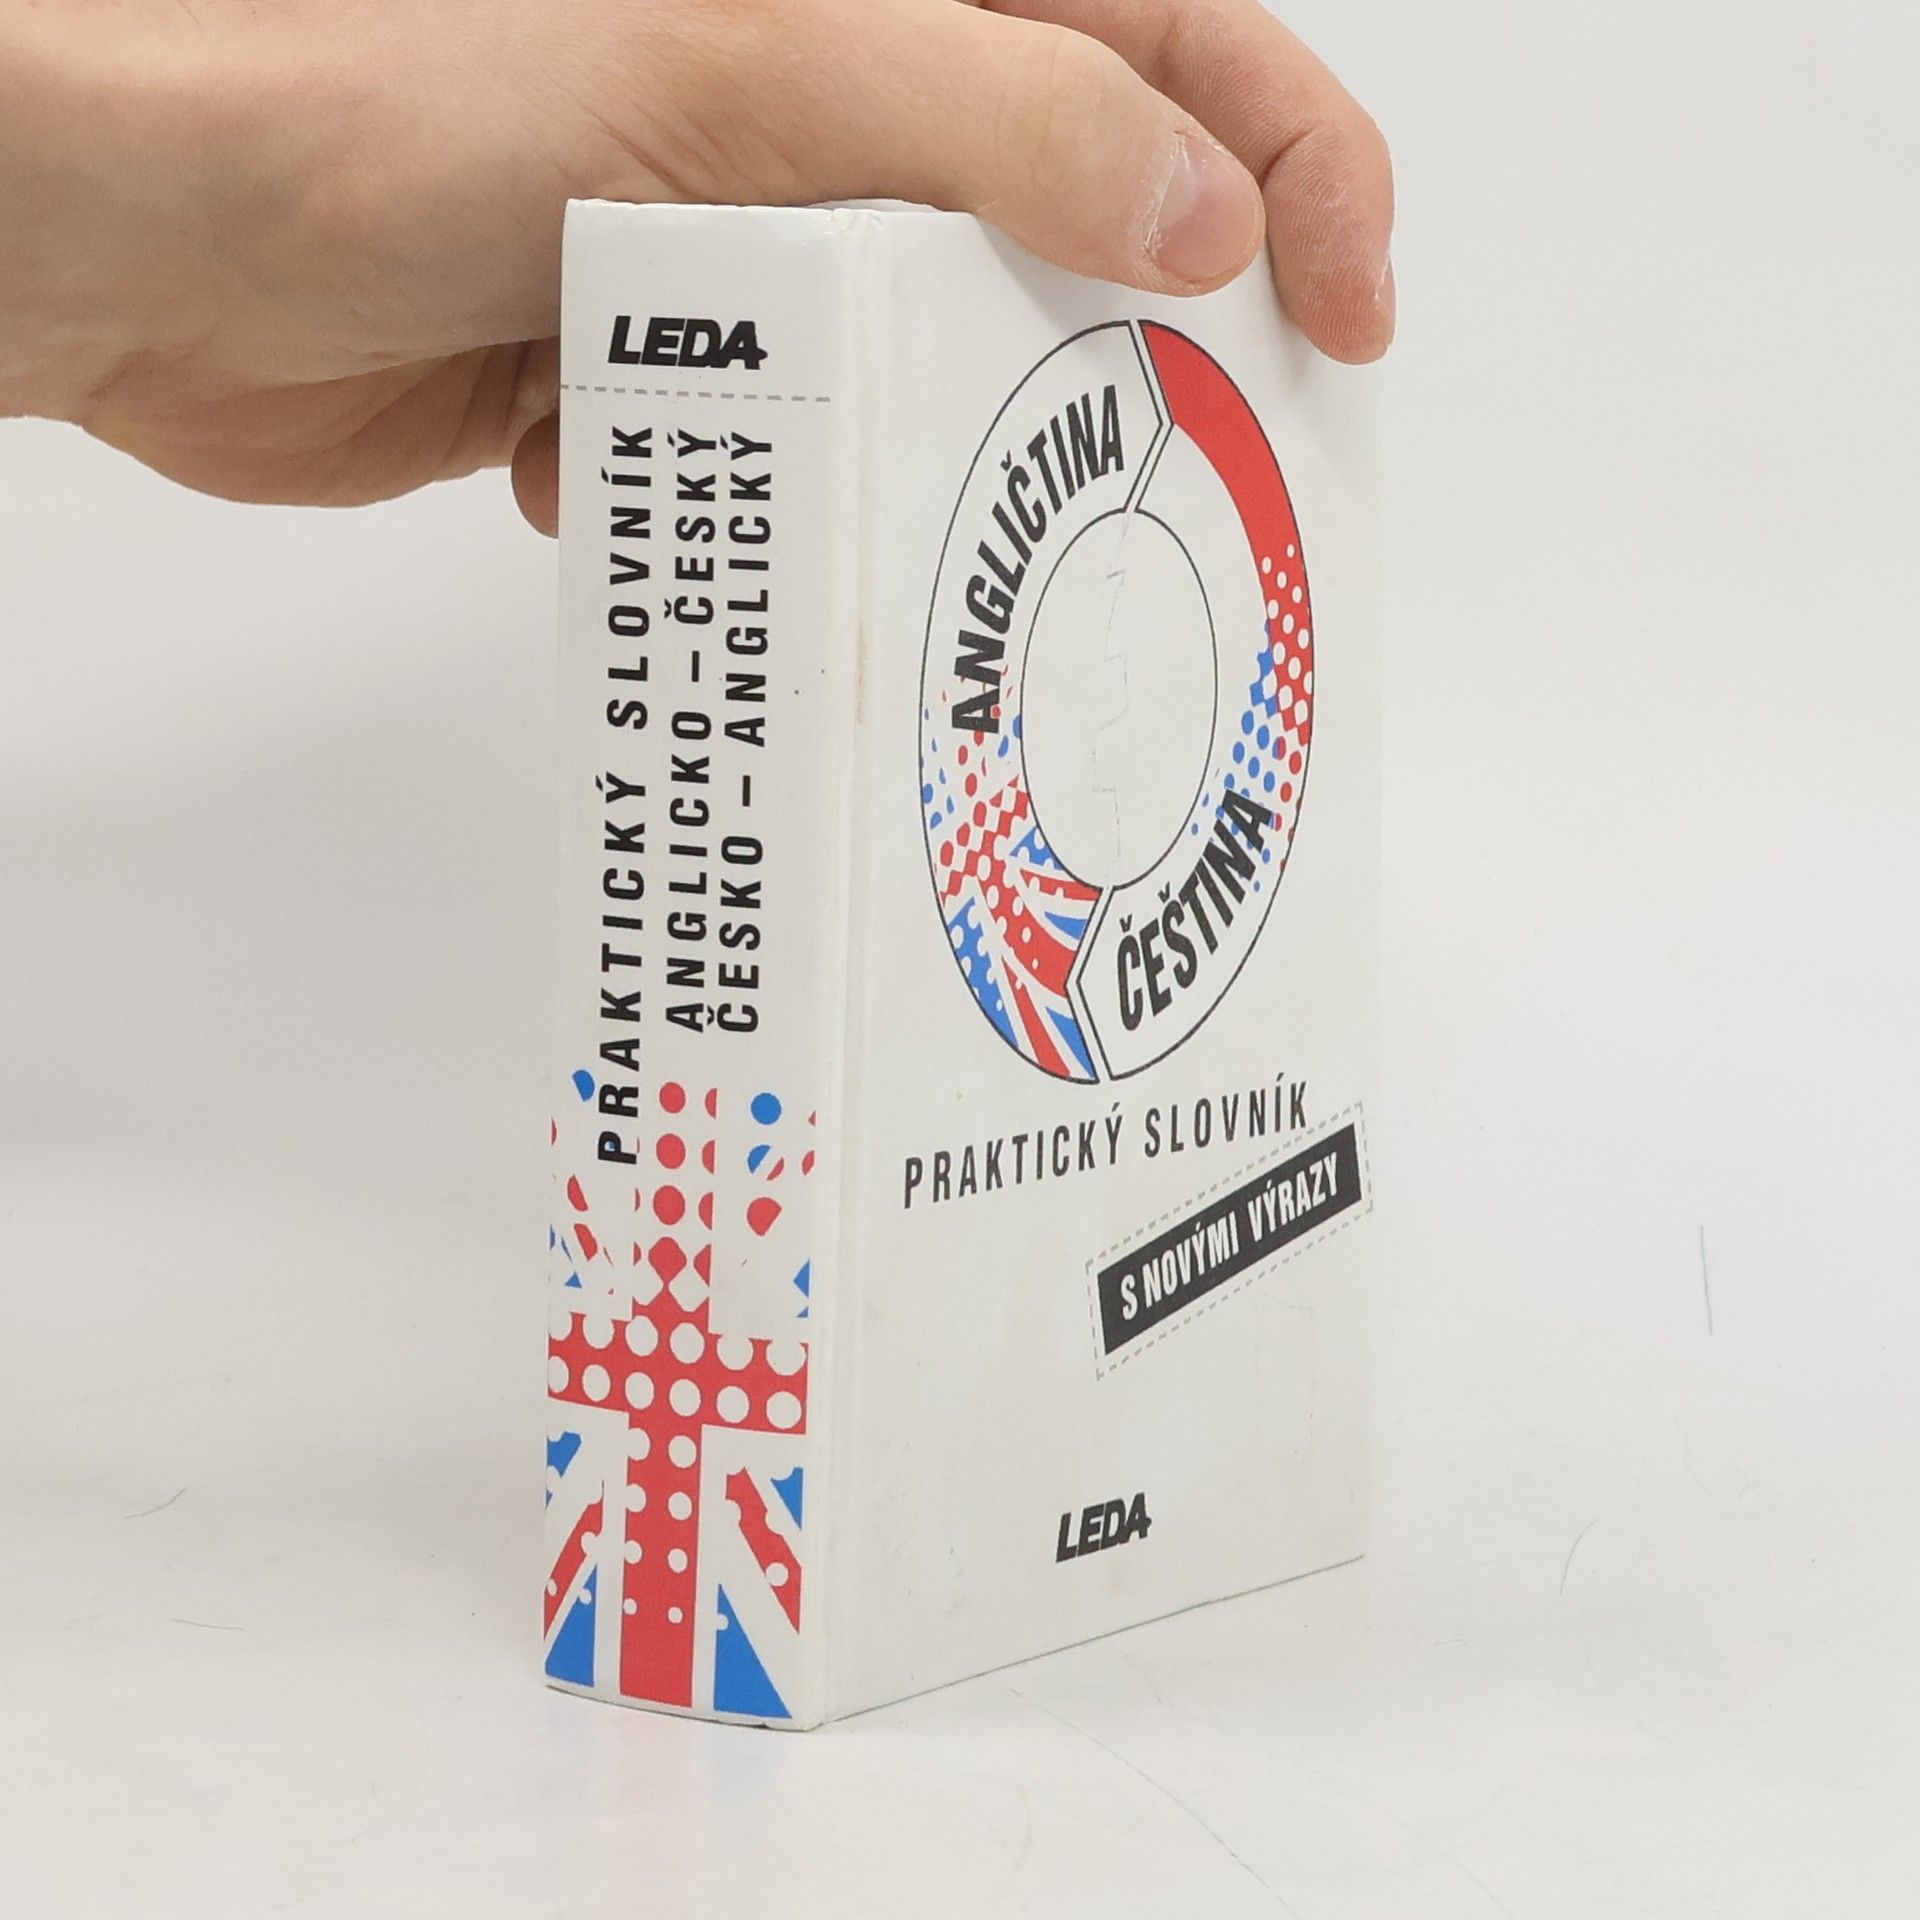 LEDA
PRAKTICKÝ SLOVNÍK
ANGLICKO – ČESKÝ
ČESKO – ANGLICKÝ
ANGLIČTINA
ČEŠTINA
PRAKTICKÝ SLOVNÍK
S NOVÝMI VÝRAZY
LEDA